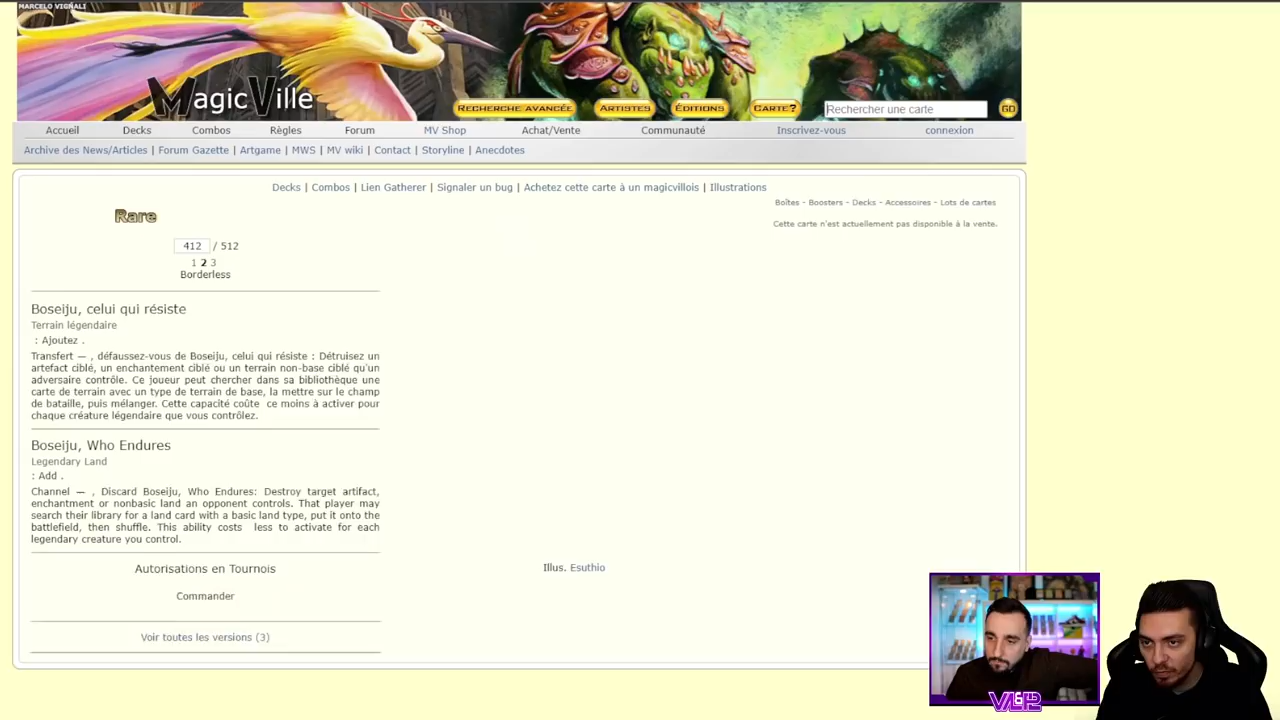 MARCELO VIGNALI
MagicVille
RECHERCHE AVANCÉE ARTISTES ÉDITIONS CARTE? Rechercher une carte GO
Accueil Decks Combos Règles Forum MV Shop Achat/Vente Communauté Inscrivez-vous connexion
Archive des News/Articles | Forum Gazette | Artgame | MWS | MV wiki | Contact | Storyline | Anecdotes
Decks | Combos | Lien Gatherer | Signaler un bug | Achetez cette carte à un magicvillois | Illustrations
Rare
Boîtes - Boosters - Decks - Accessoires - Lots de cartes
Cette carte n'est actuellement pas disponible à la vente.
412 / 512
1 2 3
Borderless
Boseiju, celui qui résiste
Terrain légendaire
: Ajoutez .
Transfert — , défaussez-vous de Boseiju, celui qui résiste : Détruisez un
artefact ciblé, un enchantement ciblé ou un terrain non-base ciblé qu'un
adversaire contrôle. Ce joueur peut chercher dans sa bibliothèque une
carte de terrain avec un type de terrain de base, la mettre sur le champ
de bataille, puis mélanger. Cette capacité coûte ce moins à activer pour
chaque créature légendaire que vous contrôlez.
Boseiju, Who Endures
Legendary Land
: Add .
Channel — , Discard Boseiju, Who Endures: Destroy target artifact,
enchantment or nonbasic land an opponent controls. That player may
search their library for a land card with a basic land type, put it onto the
battlefield, then shuffle. This ability costs less to activate for each
legendary creature you control.
Autorisations en Tournois
Illus. Esuthio
Commander
Voir toutes les versions (3)